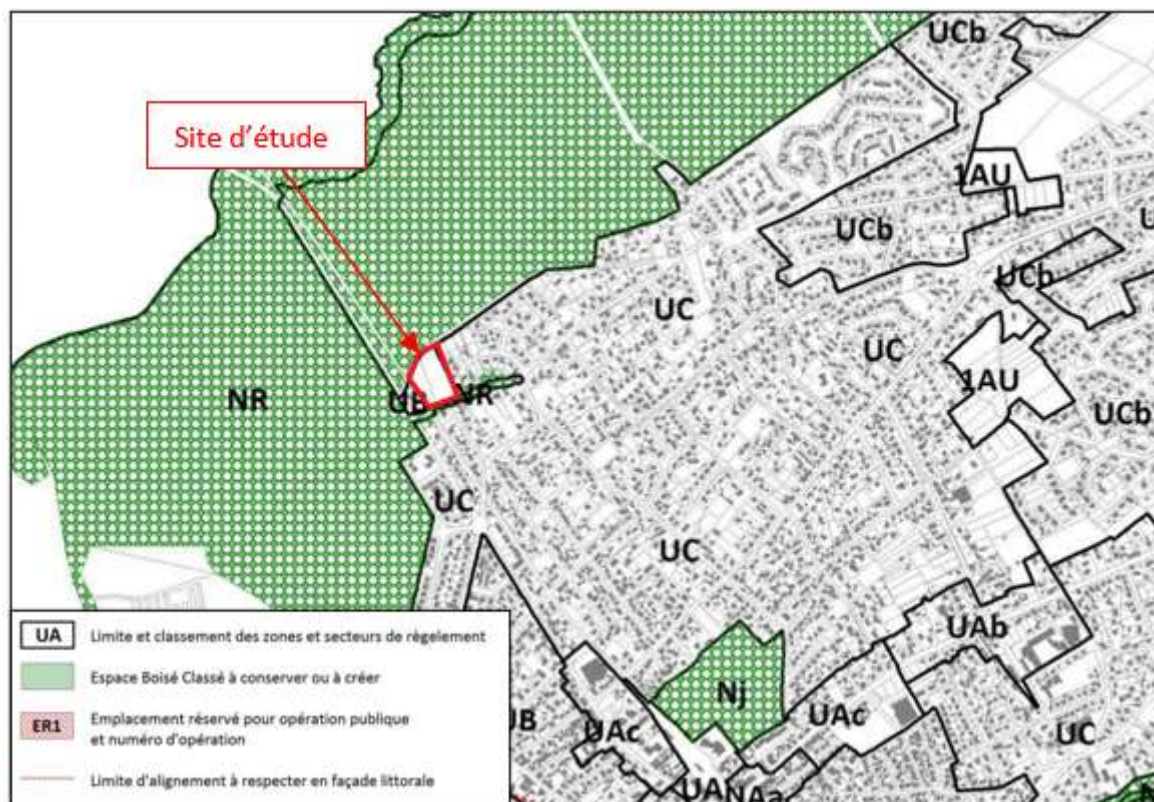 UCb
Site d'étude
1AU
UCb
UCb
UC
UC
1AU
NR
UB
NR
UCb
UC
UC
UAb
UA Limite et classement des zones et secteurs de règelement
Espace Boisé Classé à conserver ou à créer
ER1 Emplacement réservé pour opération publique
et numéro d'opération
Limite d'alignement à respecter en façade littorale
Nj
UB
UAc
UAc
UC
UA